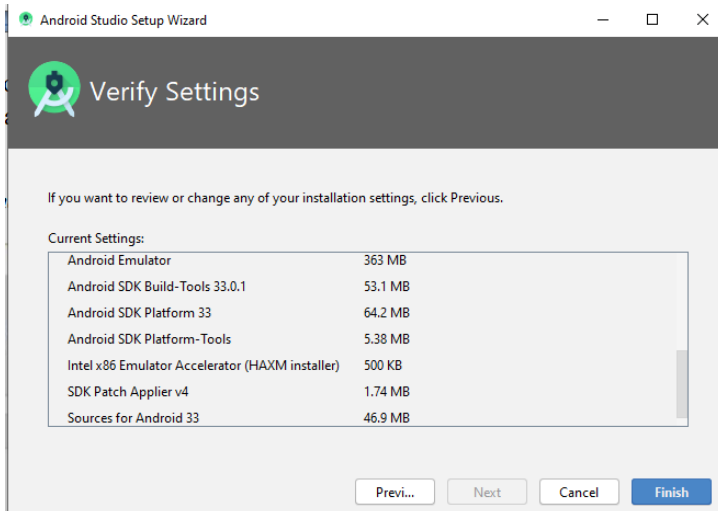 Android Studio Setup Wizard
Verify Settings
If you want to review or change any of your installation settings, click Previous.
Current Settings:
Android Emulator 363 MB
Android SDK Build-Tools 33.0.1 53.1 MB
Android SDK Platform 33 64.2 MB
Android SDK Platform-Tools 5.38 MB
Intel x86 Emulator Accelerator (HAXM installer) 500 KB
SDK Patch Applier v4 1.74 MB
Sources for Android 33 46.9 MB
Previ... Next Cancel Finish